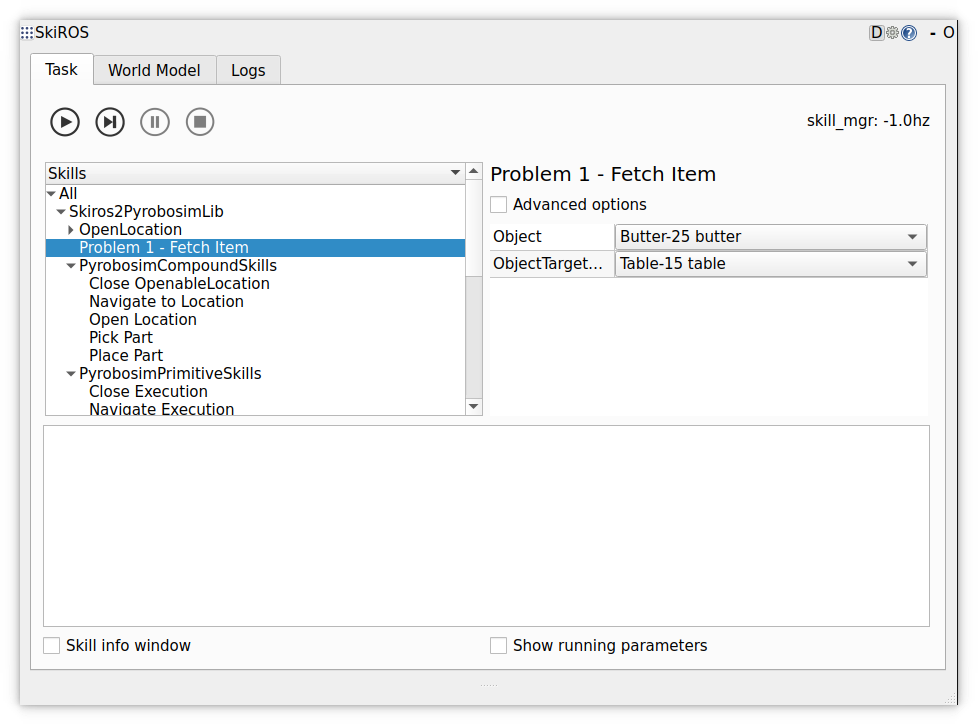 SkiROS D ? - O
Task World Model Logs
skill_mgr: -1.0hz
Skills
All
Skiros2PyrobosimLib
OpenLocation
Problem 1 - Fetch Item
PyrobosimCompoundSkills
Close OpenableLocation
Navigate to Location
Open Location
Pick Part
Place Part
PyrobosimPrimitiveSkills
Close Execution
Navigate Execution
Problem 1 - Fetch Item
Advanced options
Object Butter-25 butter
ObjectTarget... Table-15 table
Skill info window
Show running parameters